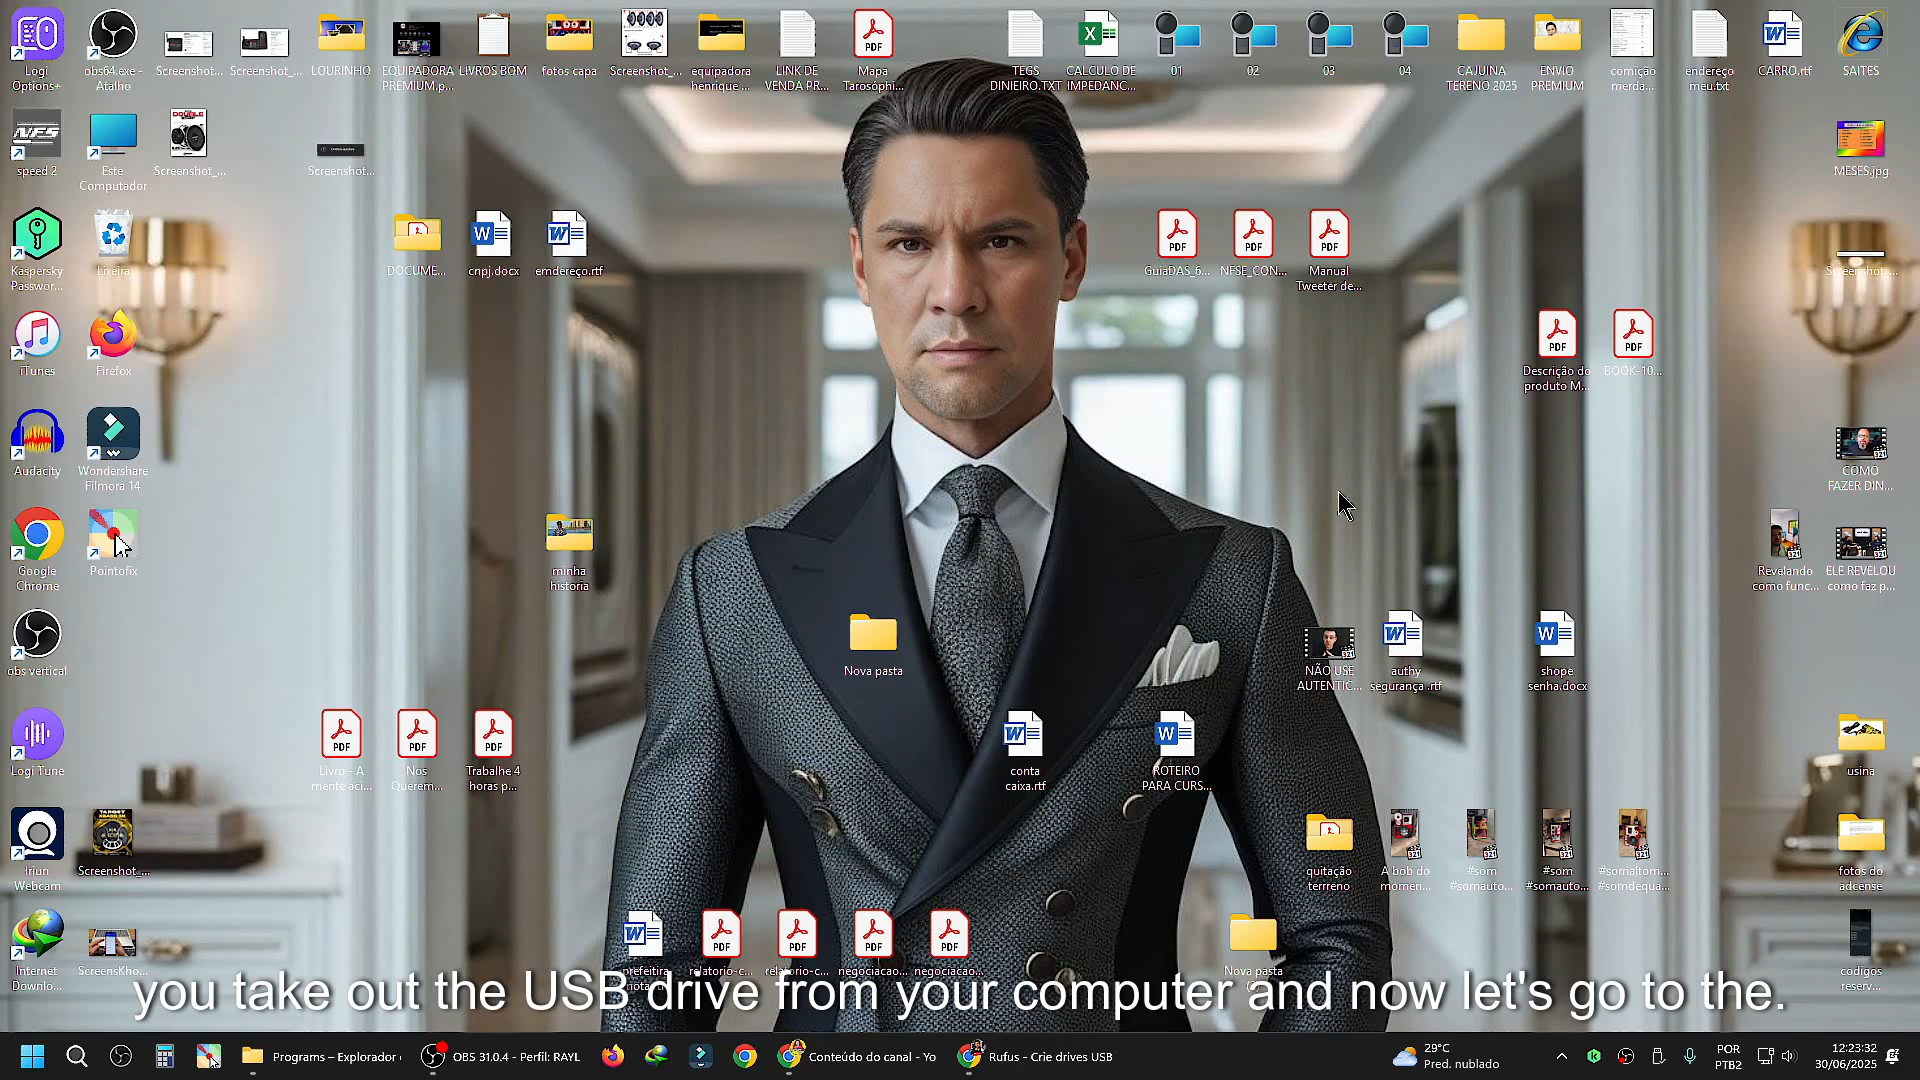 Logi
Options+
obs64.exe -
Atalho
Screenshot...
Screenshot_...
LOURINHO
EQUIPADORA
PREMIUM.p...
LIVROS BOM
fotos capa
Screenshot_...
equipadora
henrique ...
LINK DE
VENDA PR...
Mapa
Tarosophi...
TEGS
DINIEIRO.TXT
CALCULO DE
IMPEDANC...
01
02
03
04
CAJUINA
TERENO 2025
ENVIO
PREMIUM
comição
merda...
endereço
meu.txt
CARRO.rtf
SAITES
speed 2
Este
Computador
Screenshot_...
Screenshot...
MESES.jpg
Kaspersky
Passwor...
Lixeira
DOCUME...
cnpj.docx
emdereço.rtf
GuiaDAS_6...
NFSE_CON...
Manual
Tweeter de...
Screenshot_...
iTunes
Firefox
Descrição do
produto M...
BOOK-10...
Audacity
Wondershare
Filmora 14
COMO
FAZER DIN...
Google
Chrome
Pointofix
minha
historia
Revelando
como func...
ELE REVELOU
como faz p...
obs vertical
Nova pasta
NÃO USE
AUTENTIC...
authy
segurança .rtf
shope
senha.docx
Logi Tune
Livro - A
mente aci...
Nos
Querem...
Trabalhe 4
horas p...
conta
caixa.rtf
ROTEIRO
PARA CURS...
usina
Iriun
Webcam
Screenshot_...
quitação
terrreno
A bob do
momen...
#som
#somauto...
#som
#somauto...
#somaltom...
#somdequa...
fotos do
adcense
Internet
Downlo...
ScreensKho...
prefeitira
relatorio-c...
relatorio-c...
negociacao...
negociacao...
Nova pasta
codigos
reserv...
you take out the USB drive from your computer and now let's go to the.
Programs – Explorador
OBS 31.0.4 - Perfil: RAYL
Conteúdo do canal - Yo
Rufus - Crie drives USB
29°C
Pred. nublado
POR
PTB2
12:23:32
30/06/2025